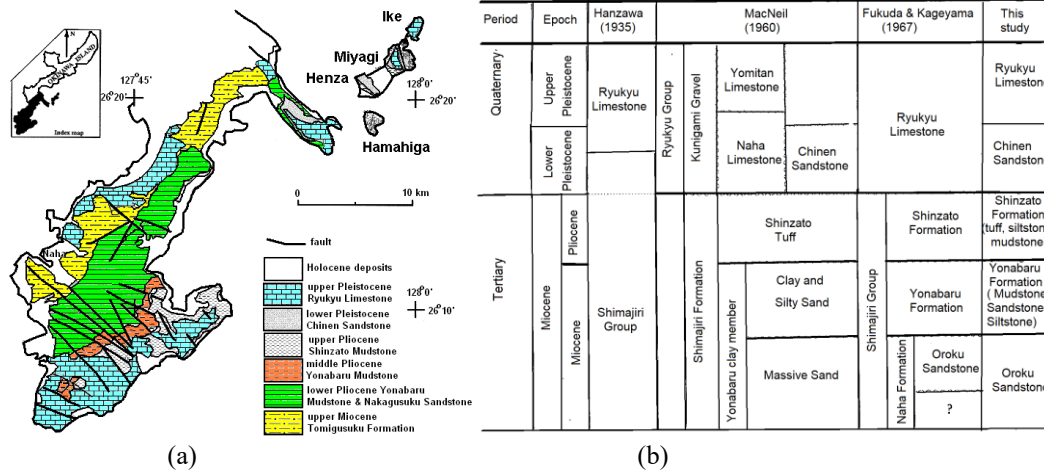 N
OKINAWA ISLAND
Index map
127°45'
26°20'
Ike
Miyagi
Henza
128°0'
26°20'
Hamahiga
0 10 km
Naha
128°0'
26°10'
fault
Holocene deposits
upper Pleistocene
Ryukyu Limestone
lower Pleistocene
Chinen Sandstone
upper Pliocene
Shinzato Mudstone
middle Pliocene
Yonabaru Mudstone
lower Pliocene Yonabaru
Mudstone & Nakagusuku Sandstone
upper Miocene
Tomigusuku Formation
(a)
Period
Epoch
Hanzawa
(1935)
MacNeil
(1960)
Fukuda & Kageyama
(1967)
This
study
Quaternary
Upper
Pleistocene
Lower
Pleistocene
Ryukyu
Limestone
Ryukyu Group
Kunigami Gravel
Yomitan
Limestone
Naha
Limestone
Chinen
Sandstone
Ryukyu
Limestone
Ryukyu
Limestone
Chinen
Sandston
Tertiary
Miocene
Pliocene
Miocene
Shimajiri
Group
Shimajiri Formation
Shinzato
Tuff
Yonabaru clay member
Clay and
Silty Sand
Massive Sand
Shimajiri Group
Shinzato
Formation
Yonabaru
Formation
Naha Formation
Oroku
Sandstone
?
Shinzato
Formation
(tuff, siltston
mudstone
Yonabaru
Formation
( Mudstone
Sandstone
Siltstone)
Oroku
Sandston
(b)